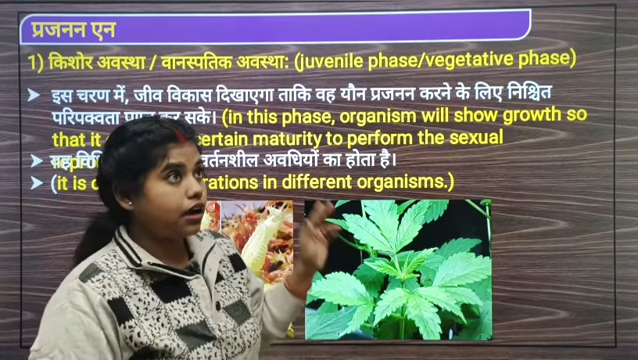 प्रजनन एन
1) किशोर अवस्था / वानस्पतिक अवस्था: (juvenile phase/vegetative phase)
इस चरण में, जीव विकास दिखाएगा ताकि वह यौन प्रजनन करने के लिए निश्चित
परिपक्वता कर सके। (in this phase, organism will show growth so
that it certain maturity to perform the sexual
यह वर्तनशील अवधियों का होता है।
(it is rations in different organisms.)